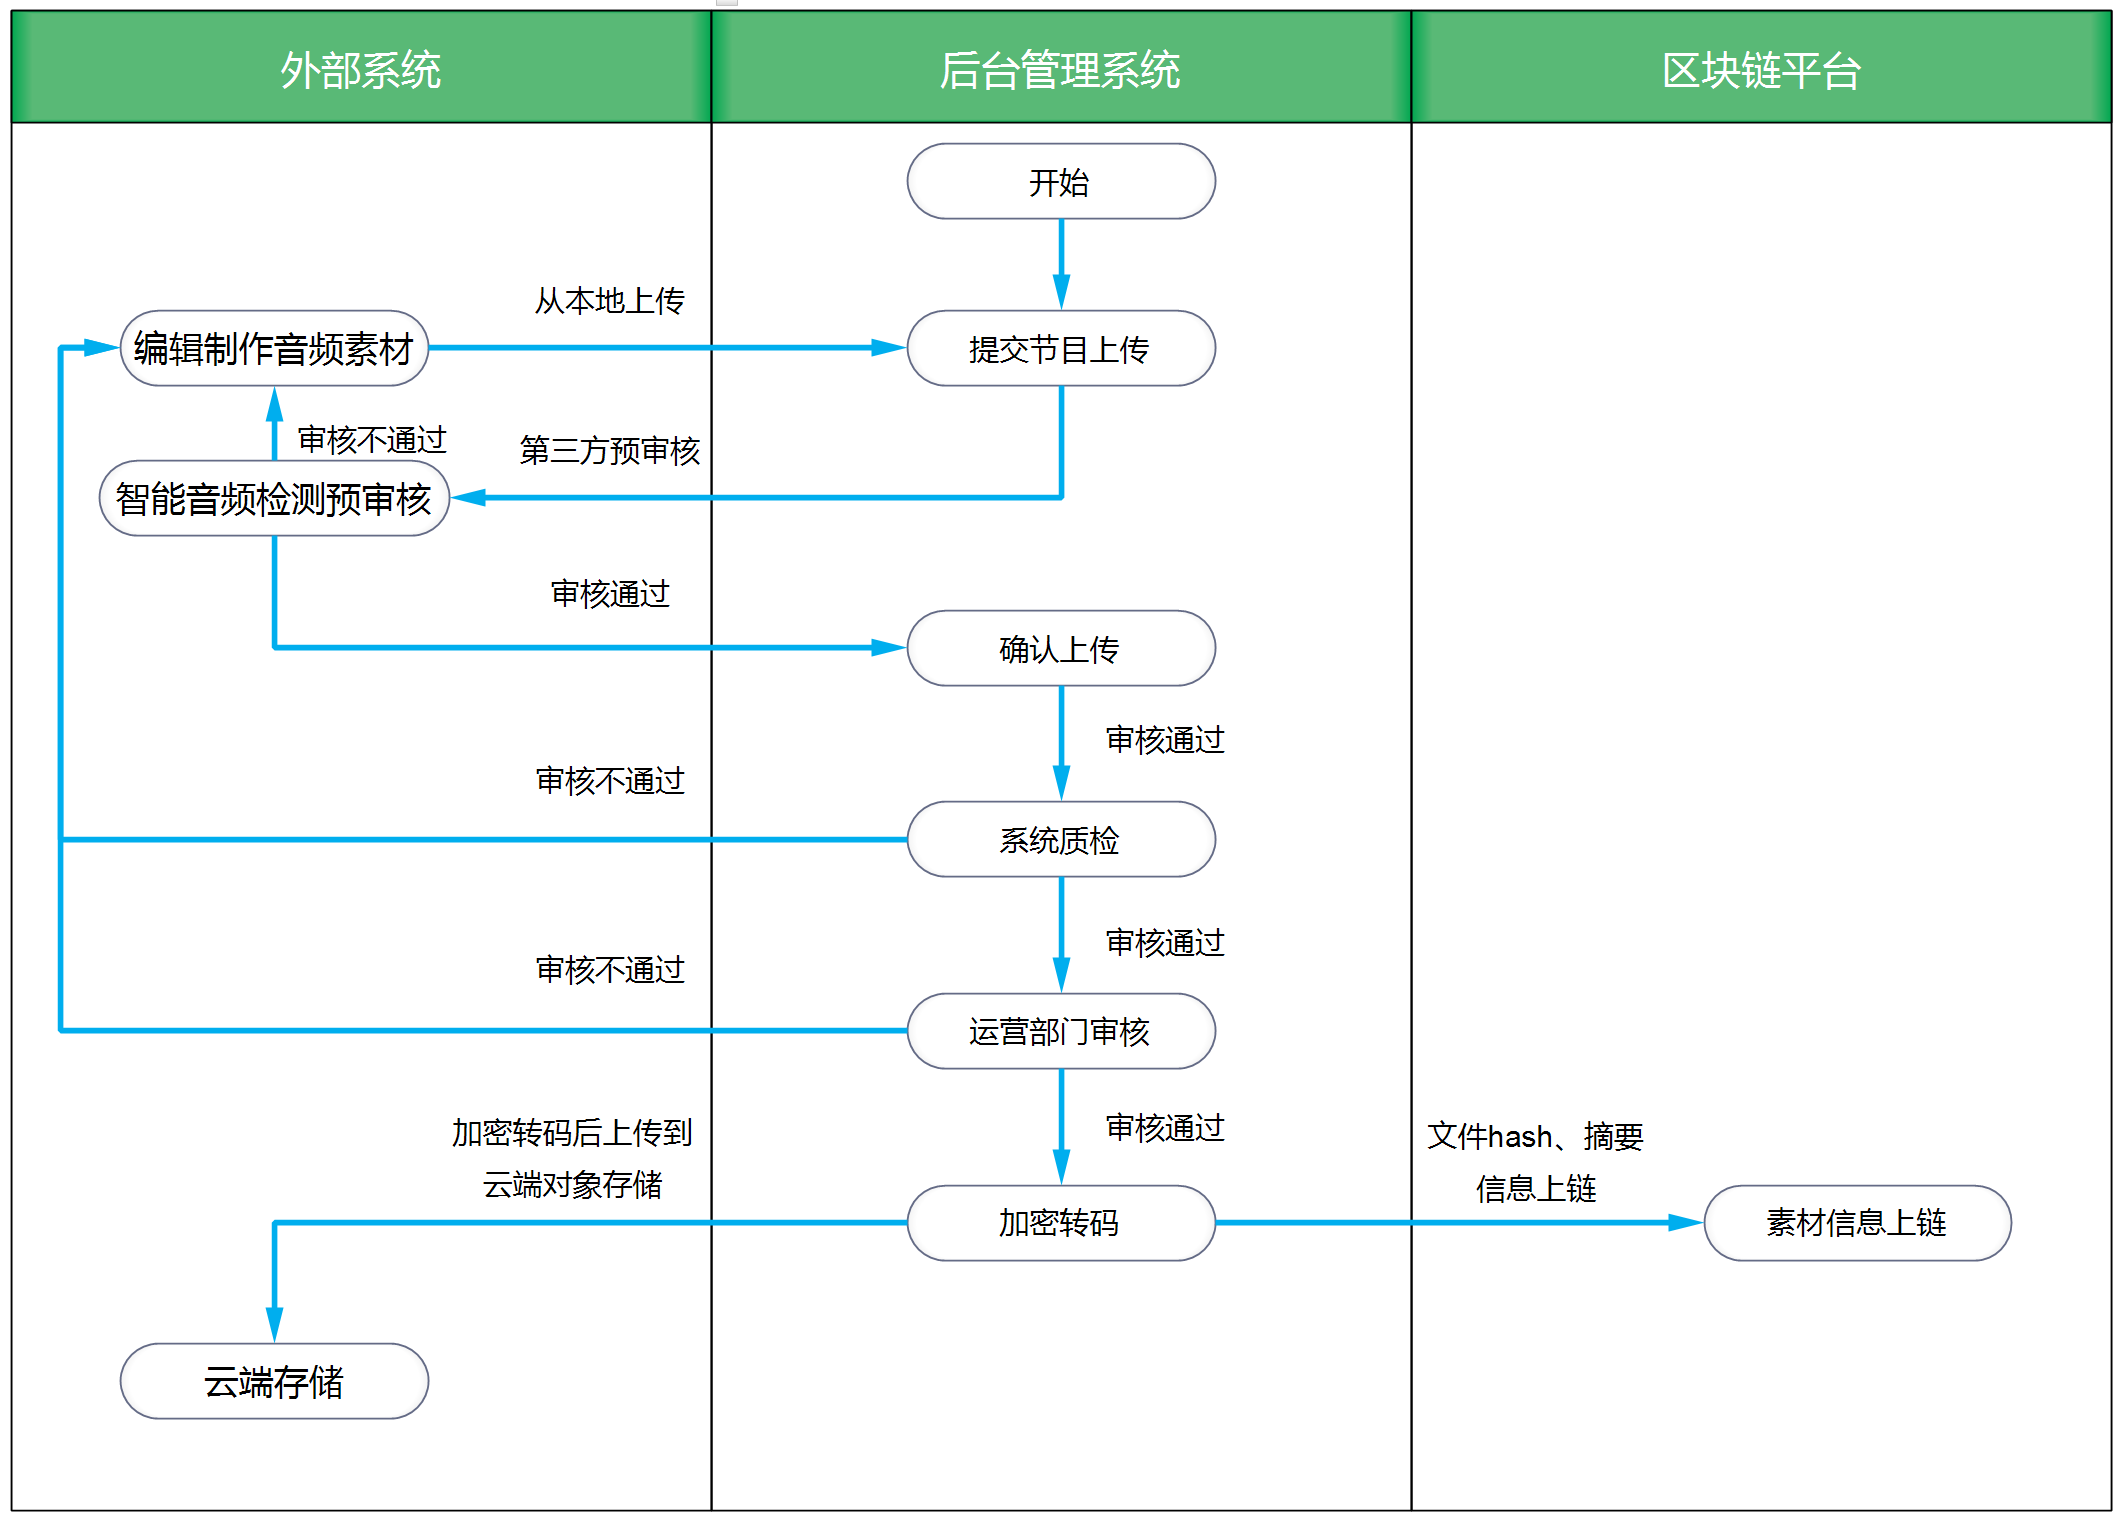 外部系统
后台管理系统
区块链平台
开始
从本地上传
编辑制作音频素材
提交节目上传
审核不通过
第三方预审核
智能音频检测预审核
审核通过
确认上传
审核通过
审核不通过
系统质检
审核通过
审核不通过
运营部门审核
加密转码后上传到
云端对象存储
审核通过
文件hash、摘要
信息上链
加密转码
素材信息上链
云端存储